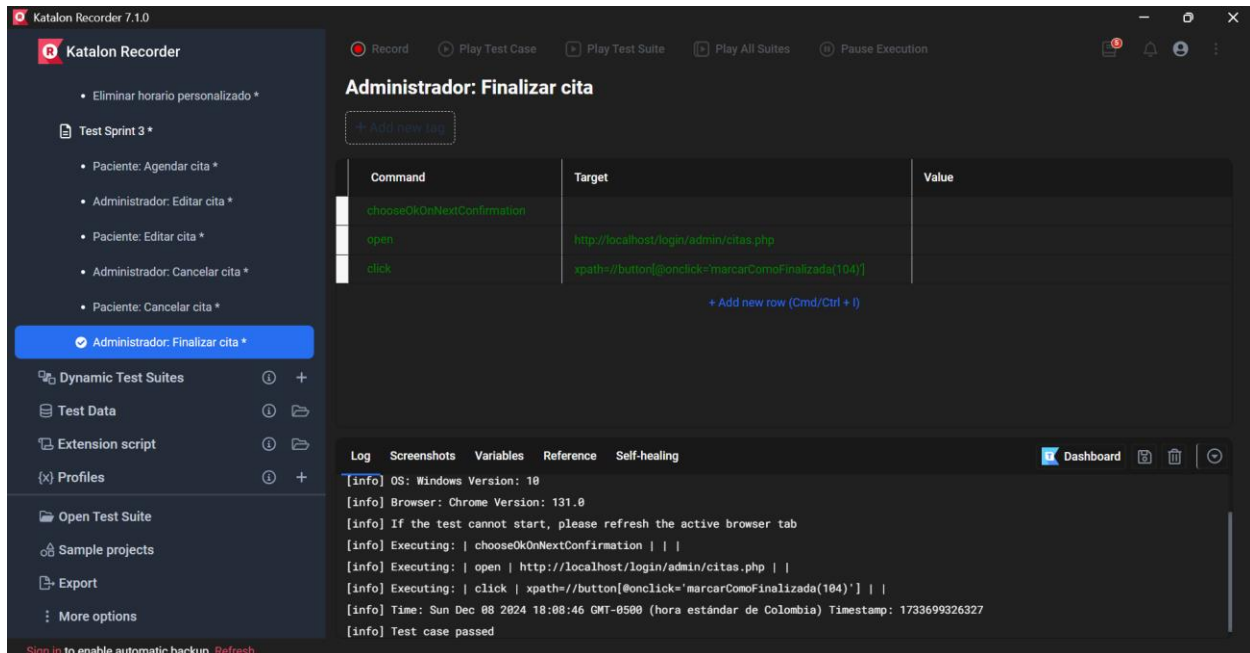 Katalon Recorder 7.1.0
Katalon Recorder
Record Play Test Case Play Test Suite Play All Suites Pause Execution
Administrador: Finalizar cita
+ Add new tag
• Eliminar horario personalizado *
Test Sprint 3 *
• Paciente: Agendar cita *
• Administrador: Editar cita *
• Paciente: Editar cita *
• Administrador: Cancelar cita *
• Paciente: Cancelar cita *
Administrador: Finalizar cita *
Dynamic Test Suites
Test Data
Extension script
{x} Profiles
Open Test Suite
Sample projects
Export
More options
Sign in to enable automatic backup. Refresh
Command Target Value
chooseOkOnNextConfirmation
open http://localhost/login/admin/citas.php
click xpath=//button[@onclick='marcarComoFinalizada(104)']
+ Add new row (Cmd/Ctrl + I)
Log Screenshots Variables Reference Self-healing Dashboard
[info] OS: Windows Version: 10
[info] Browser: Chrome Version: 131.0
[info] If the test cannot start, please refresh the active browser tab
[info] Executing: | chooseOkOnNextConfirmation | | |
[info] Executing: | open | http://localhost/login/admin/citas.php | |
[info] Executing: | click | xpath=//button[@onclick='marcarComoFinalizada(104)'] | |
[info] Time: Sun Dec 08 2024 18:08:46 GMT-0500 (hora estándar de Colombia) Timestamp: 1733699326327
[info] Test case passed